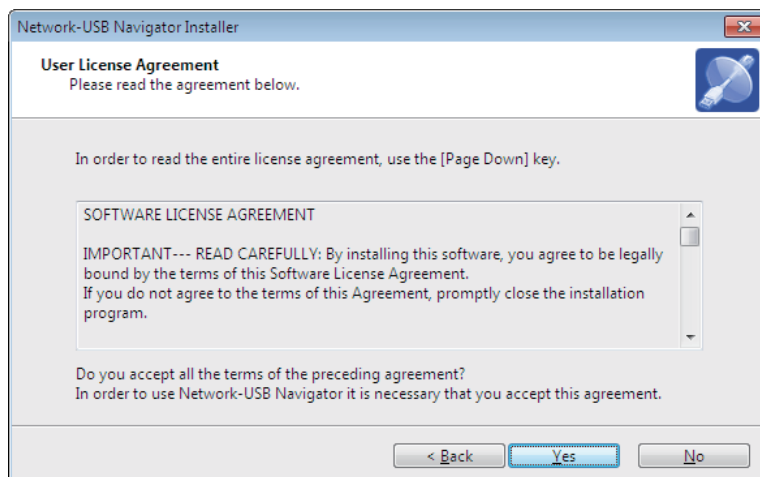 Network-USB Navigator Installer
User License Agreement
Please read the agreement below.
In order to read the entire license agreement, use the [Page Down] key.
SOFTWARE LICENSE AGREEMENT
IMPORTANT--- READ CAREFULLY: By installing this software, you agree to be legally
bound by the terms of this Software License Agreement.
If you do not agree to the terms of this Agreement, promptly close the installation
program.
Do you accept all the terms of the preceding agreement?
In order to use Network-USB Navigator it is necessary that you accept this agreement.
< Back
Yes
No